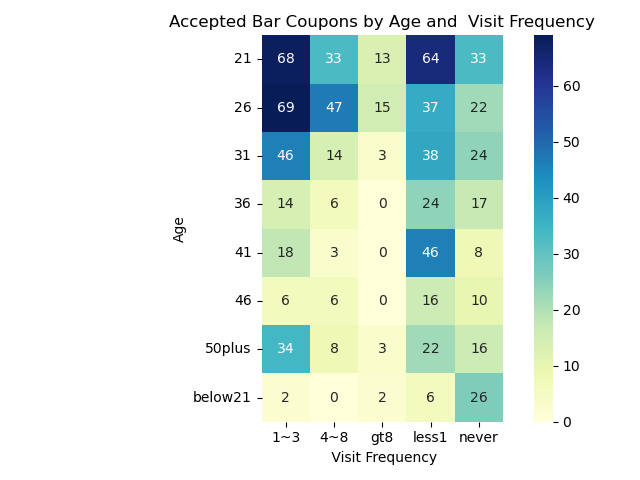 Accepted Bar Coupons by Age and  Visit Frequency
Age
21 68 33 13 64 33
26 69 47 15 37 22
31 46 14 3 38 24
36 14 6 0 24 17
41 18 3 0 46 8
46 6 6 0 16 10
50plus 34 8 3 22 16
below21 2 0 2 6 26
1~3 4~8 gt8 less1 never
Visit Frequency
60
50
40
30
20
10
0